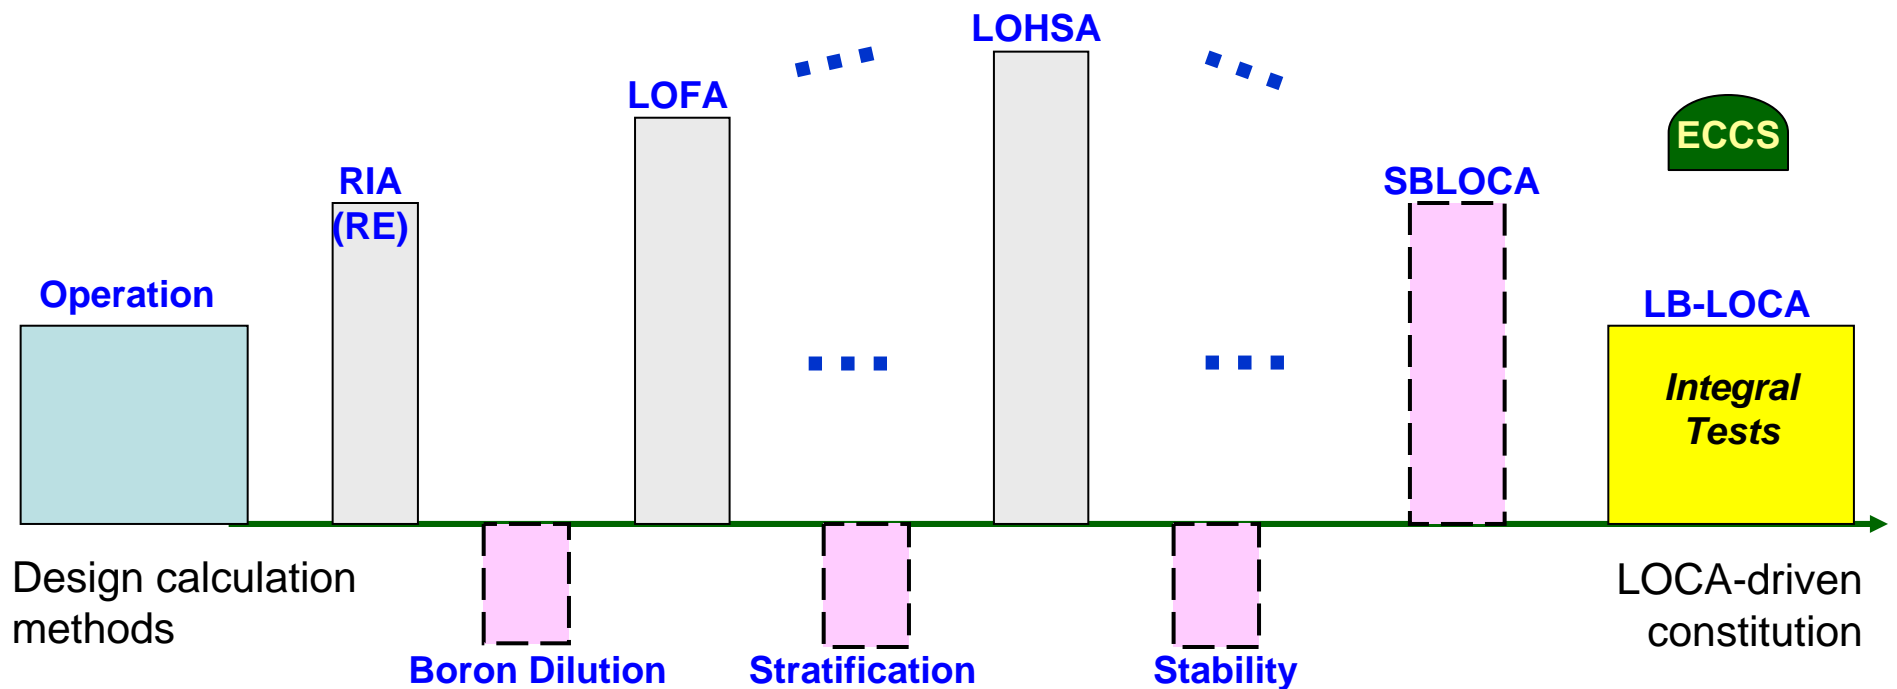 LOHSA
LOFA
ECCS
RIA
(RE)
SBLOCA
Operation
LB-LOCA
Integral
Tests
Design calculation
methods
LOCA-driven
constitution
Boron Dilution
Stratification
Stability